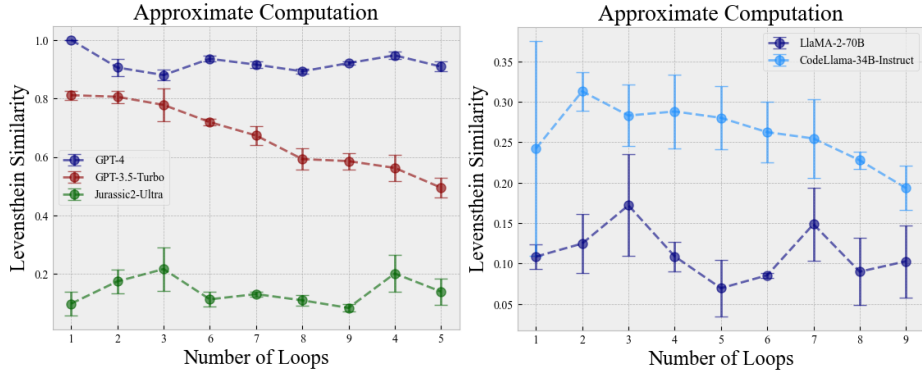 Approximate Computation
Levensthein Similarity
1.0
0.8
0.6
0.4
0.2
GPT-4
GPT-3.5-Turbo
Jurassic2-Ultra
1 2 3 6 7 8 9 4 5
Number of Loops
Approximate Computation
Levensthein Similarity
0.35
0.30
0.25
0.20
0.15
0.10
0.05
LlaMA-2-70B
CodeLlama-34B-Instruct
1 2 3 4 5 6 7 8 9
Number of Loops